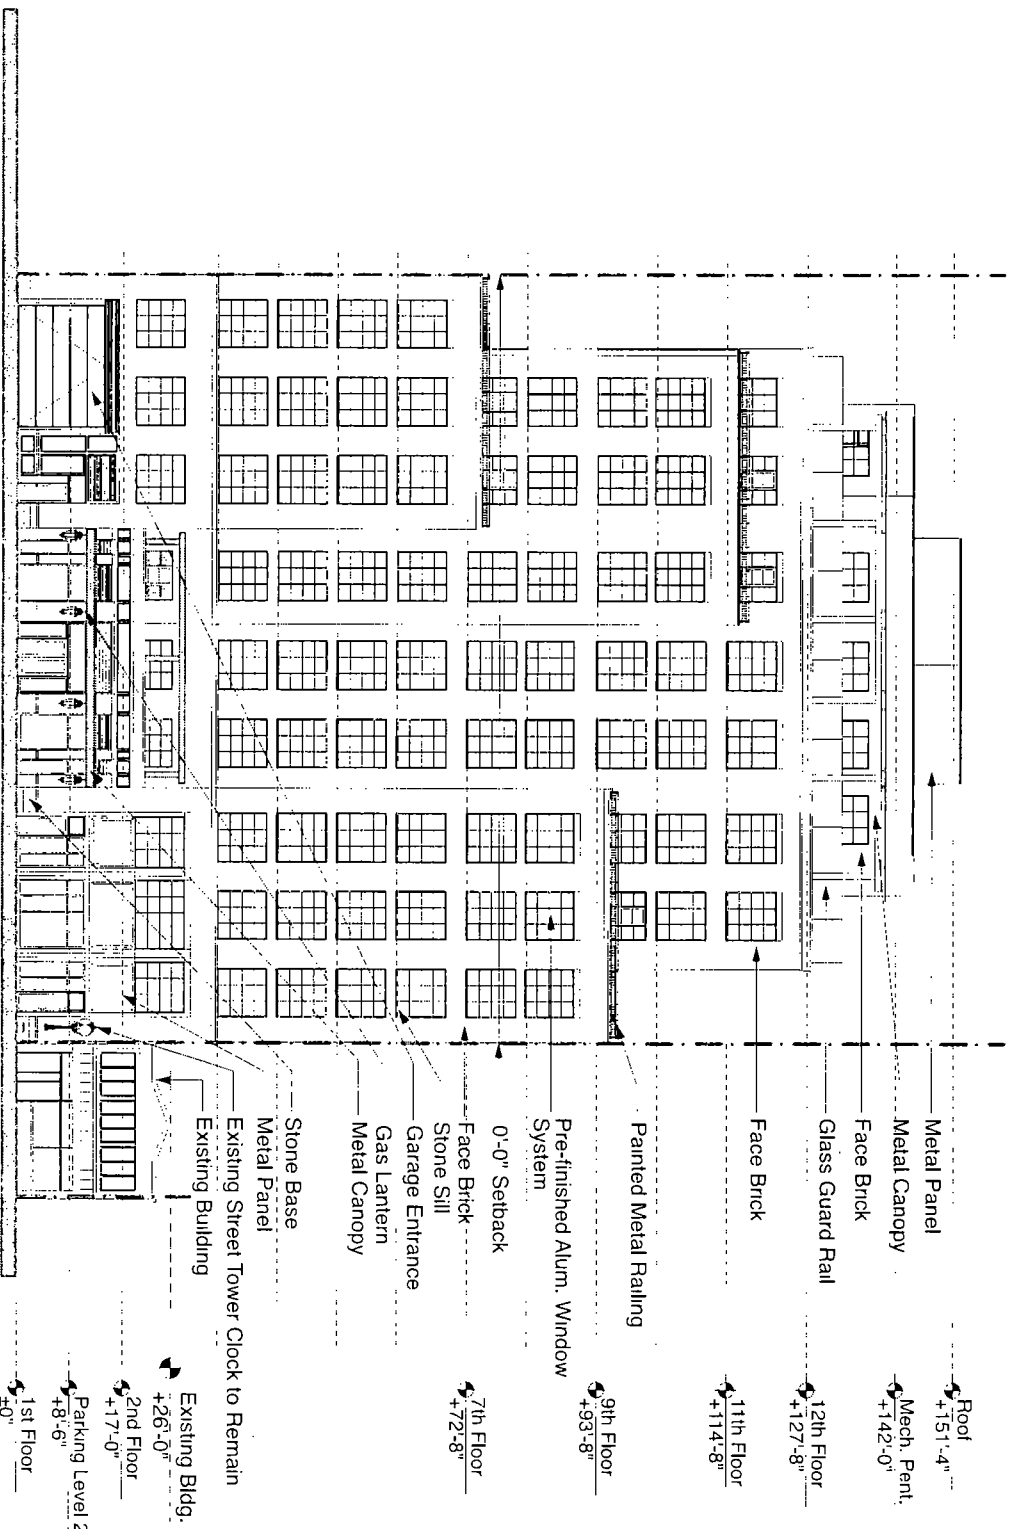 Roof
+151'-4"
Mech. Pent.
+142'-0"
12th Floor
+127'-8"
11th Floor
+114'-8"
9th Floor
+93'-8"
7th Floor
+72'-8"
Existing Bldg.
+26'-0"
2nd Floor
+17'-0"
Parking Level 2
+8'-6"
1st Floor
±0"
Metal Panel
Metal Canopy
Face Brick
Glass Guard Rail
Face Brick
Painted Metal Railing
Pre-finished Alum. Window
System
0'-0" Setback
Face Brick
Stone Sill
Garage Entrance
Gas Lantern
Metal Canopy
Stone Base
Metal Panel
Existing Street Tower Clock to Remain
Existing Building